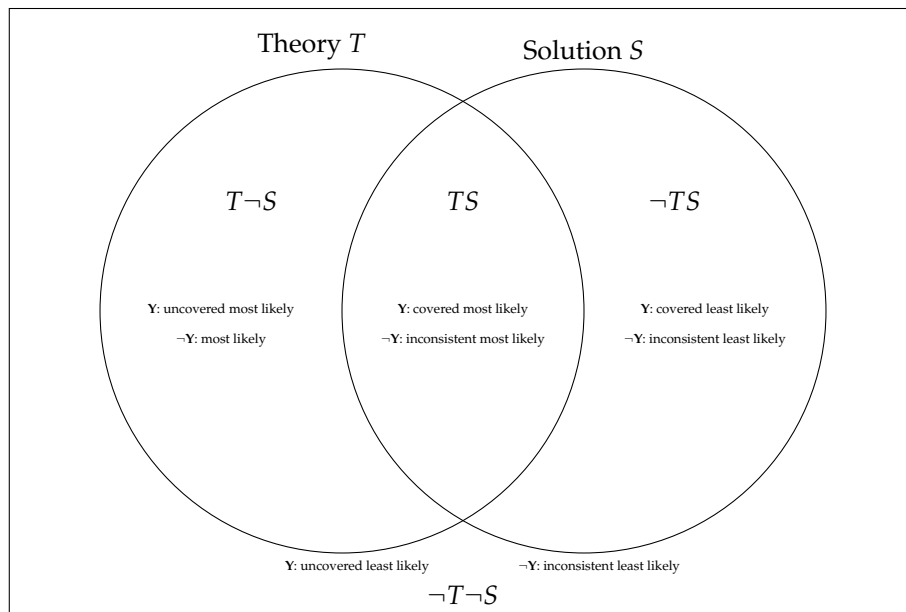 Theory T Solution S
T¬S TS ¬TS
Y: uncovered most likely Y: covered most likely Y: covered least likely
¬Y: most likely ¬Y: inconsistent most likely ¬Y: inconsistent least likely
Y: uncovered least likely ¬Y: inconsistent least likely
¬T¬S